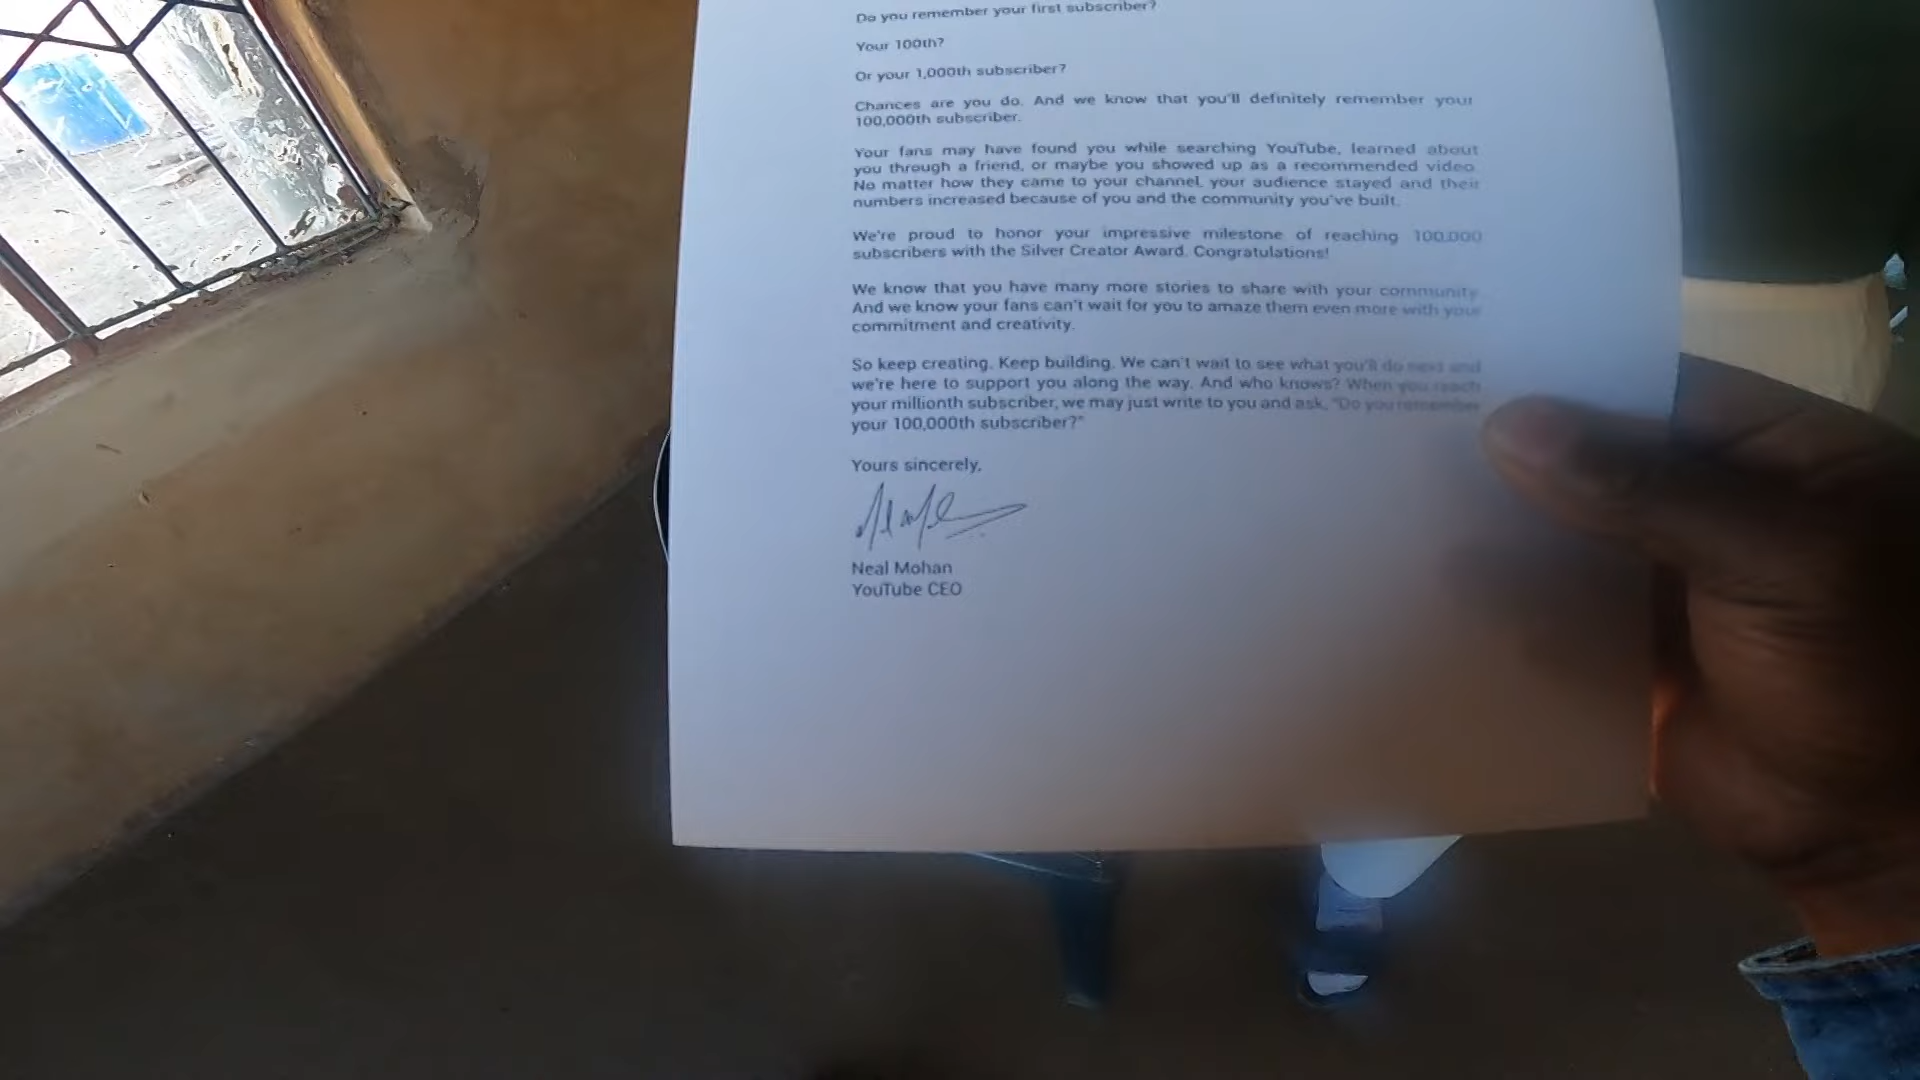 Do you remember your first subscriber?
Your 100th?
Or your 1,000th subscriber?
Chances are you do. And we know that you'll definitely remember your
100,000th subscriber.
Your fans may have found you while searching YouTube, learned about
you through a friend, or maybe you showed up as a recommended video.
No matter how they came to your channel, your audience stayed and their
numbers increased because of you and the community you've built.
We're proud to honor your impressive milestone of reaching 100,000
subscribers with the Silver Creator Award. Congratulations!
We know that you have many more stories to share with your community.
And we know your fans can't wait for you to amaze them even more with your
commitment and creativity.
So keep creating. Keep building. We can't wait to see what you'll do next and
we're here to support you along the way. And who knows? When you reach
your millionth subscriber, we may just write to you and ask, "Do you remember
your 100,000th subscriber?"
Yours sincerely,
Neal Mohan
YouTube CEO